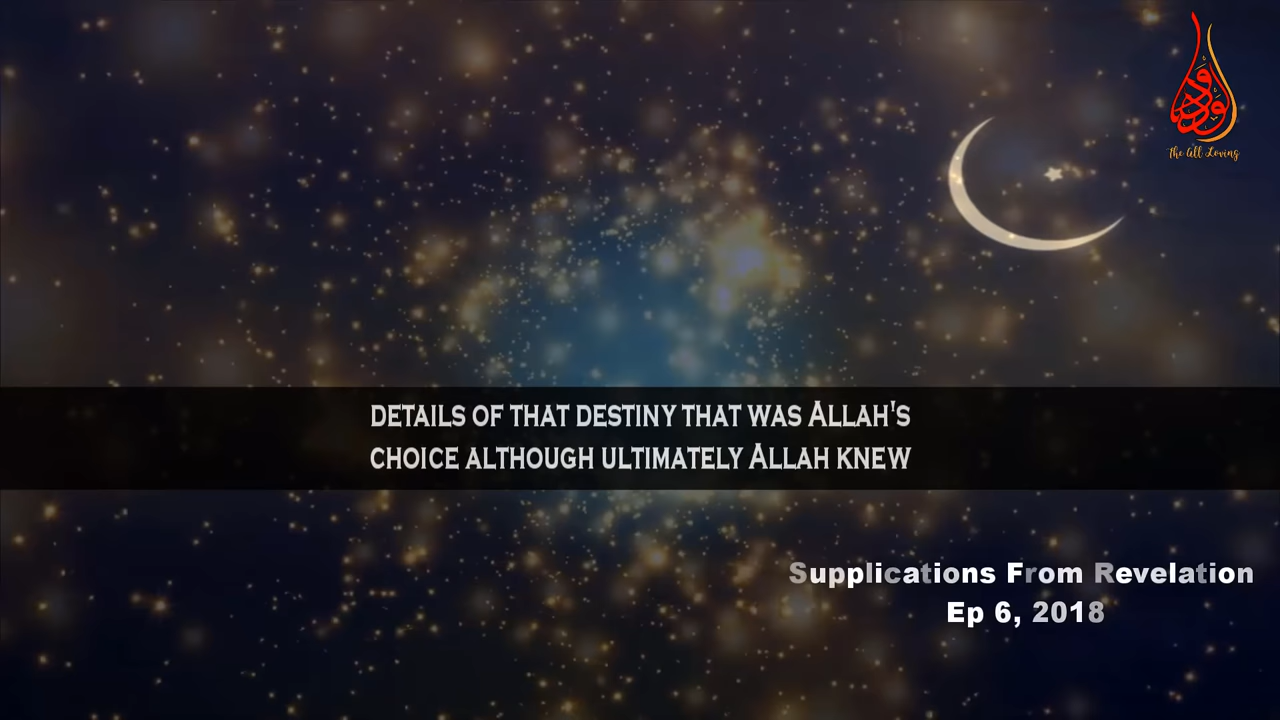 الودود
The All Loving
DETAILS OF THAT DESTINY THAT WAS ALLAH'S
CHOICE ALTHOUGH ULTIMATELY ALLAH KNEW
Supplications From Revelation
Ep 6, 2018